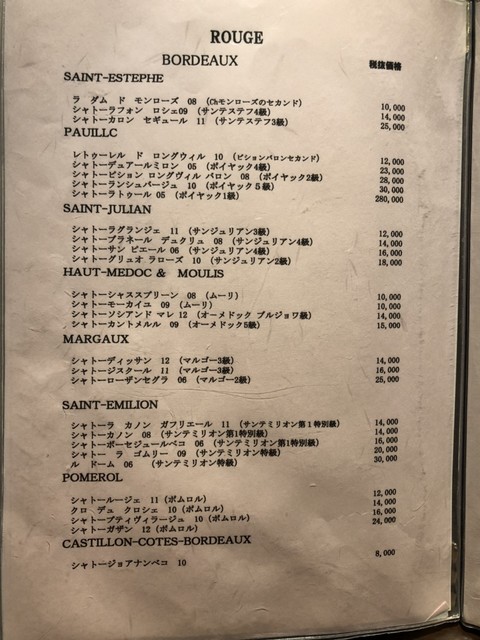 ROUGE
BORDEAUX
税抜価格
SAINT-ESTEPHE
ラ ダム ド モンローズ 08 (Chモンローズのセカンド) 10,000
シャトーラフォン ロシェ09 (サンテステフ4級) 14,000
シャトーカロン セギュール 11 (サンテステフ3級) 25,000
PAUILLC
レトゥーレル ド ロングウィル 10 (ピションバロンセカンド) 12,000
シャトーデュアールミロン 05 (ポイヤック4級) 23,000
シャトーピション ロングヴィル バロン 08 (ポイヤック2級) 28,000
シャトーランシュバージュ 10 (ポイヤック5級) 30,000
シャトーラトゥール 05 (ポイヤック1級) 280,000
SAINT-JULIAN
シャトーラグランジェ 11 (サンジュリアン3級) 12,000
シャトーブラネール デュクリュ 08 (サンジュリアン4級) 14,000
シャトーサン ピエール 06 (サンジュリアン4級) 16,000
シャトーグリュオ ラローズ 10 (サンジュリアン2級) 18,000
HAUT-MEDOC & MOULIS
シャトーシャススプリーン 08 (ムーリ) 10,000
シャトーモーカイユ 09 (ムーリ) 10,000
シャトーソシアンド マレ 12 (オーメドック ブルジョワ級) 14,000
シャトーカントメルル 09 (オーメドック5級) 15,000
MARGAUX
シャトーディッサン 12 (マルゴー3級) 14,000
シャトージスクール 11 (マルゴー3級) 16,000
シャトーローザンセグラ 06 (マルゴー2級) 25,000
SAINT-EMILION
シャトーラ カノン ガフリエール 11 (サンテミリオン第1特別級) 14,000
シャトーカノン 08 (サンテミリオン第1特別級) 14,000
シャトーボーセジュールベコ 06 (サンテミリオン第1特別級) 16,000
シャトー ラ ゴムリー 09 (サンテミリオン特級) 20,000
ル ドーム 06 (サンテミリオン特級) 30,000
POMEROL
シャトールージェ 11 (ポムロル) 12,000
クロ デュ クロシェ 10 (ポムロル) 14,000
シャトープティヴィラージュ 10 (ポムロル) 16,000
シャトーガザン 12 (ポムロル) 24,000
CASTILLON-COTES-BORDEAUX
シャトージョアナンベコ 10 8,000